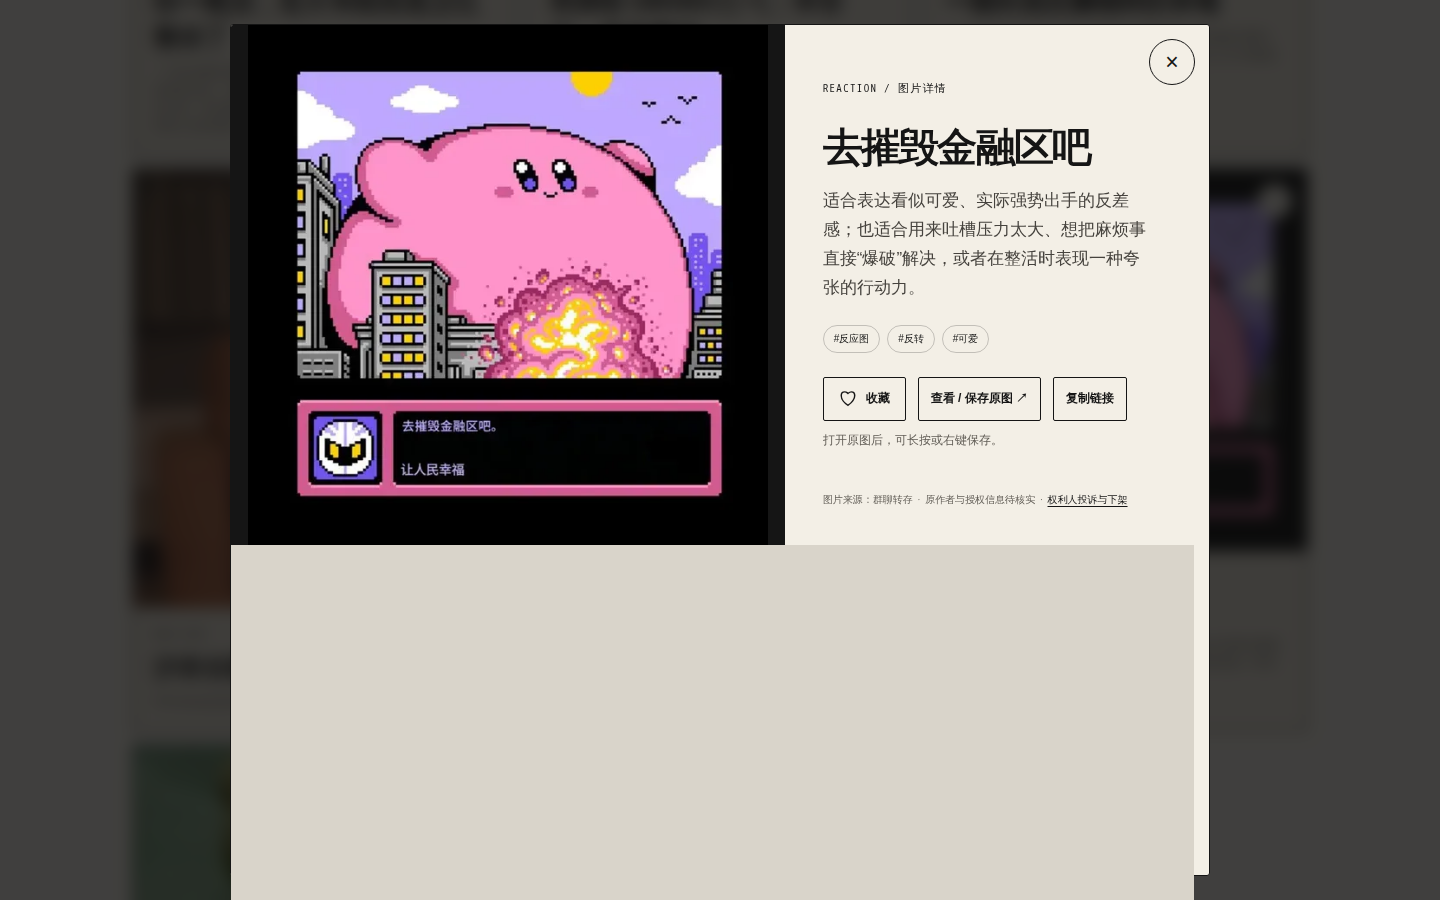 去摧毁金融区吧。
让人民幸福
×
REACTION / 图片详情
去摧毁金融区吧
适合表达看似可爱、实际强势出手的反差
感；也适合用来吐槽压力太大、想把麻烦事
直接“爆破”解决，或者在整活时表现一种夸
张的行动力。
#反应图 #反转 #可爱
收藏 查看 / 保存原图 ↗ 复制链接
打开原图后，可长按或右键保存。
图片来源：群聊转存 · 原作者与授权信息待核实 · 权利人投诉与下架